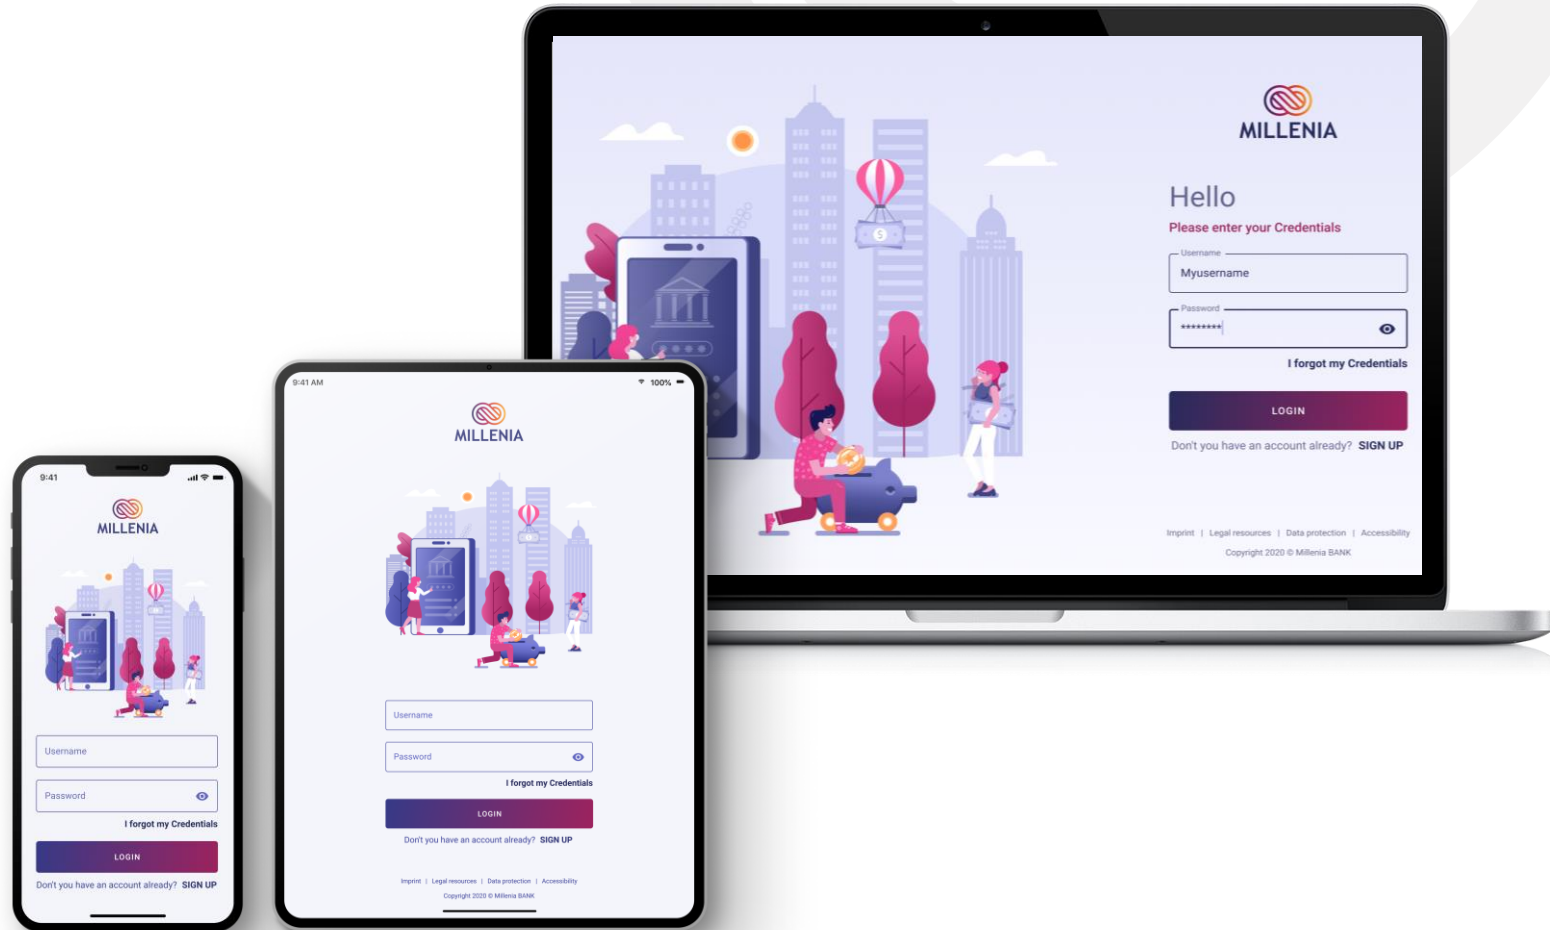 MILLENIA
Hello
Please enter your Credentials
Username
Myusername
Password
********
I forgot my Credentials
LOGIN
Don't you have an account already? SIGN UP
Imprint | Legal resources | Data protection | Accessibility
Copyright 2020 © Millenia BANK
9:41 AM 100%
MILLENIA
Username
Password
I forgot my Credentials
LOGIN
Don't you have an account already? SIGN UP
Imprint | Legal resources | Data protection | Accessibility
Copyright 2020 © Millenia BANK
9:41
MILLENIA
Username
Password
I forgot my Credentials
LOGIN
Don't you have an account already? SIGN UP